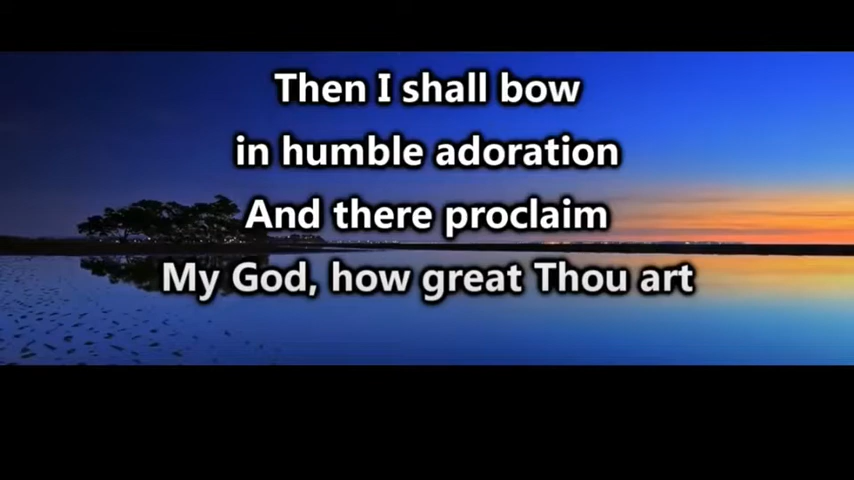 Then I shall bow
in humble adoration
And there proclaim
My God, how great Thou art